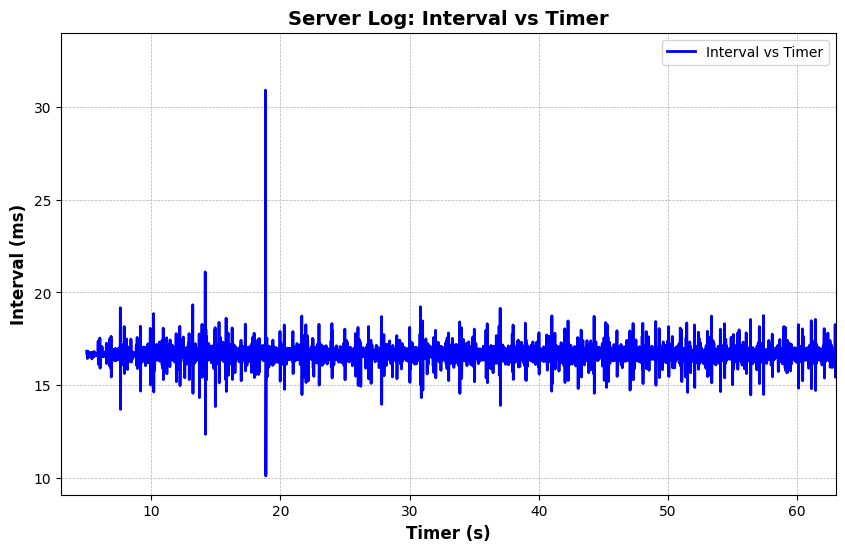 Server Log: Interval vs Timer
Interval vs Timer
30
25
20
15
10
Interval (ms)
10 20 30 40 50 60
Timer (s)